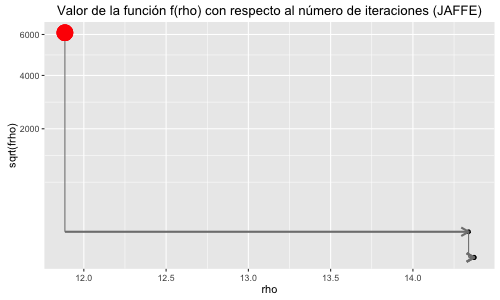 Valor de la función f(rho) con respecto al número de iteraciones (JAFFE)
6000
4000
2000
sqrt(frho)
12.0 12.5 13.0 13.5 14.0
rho